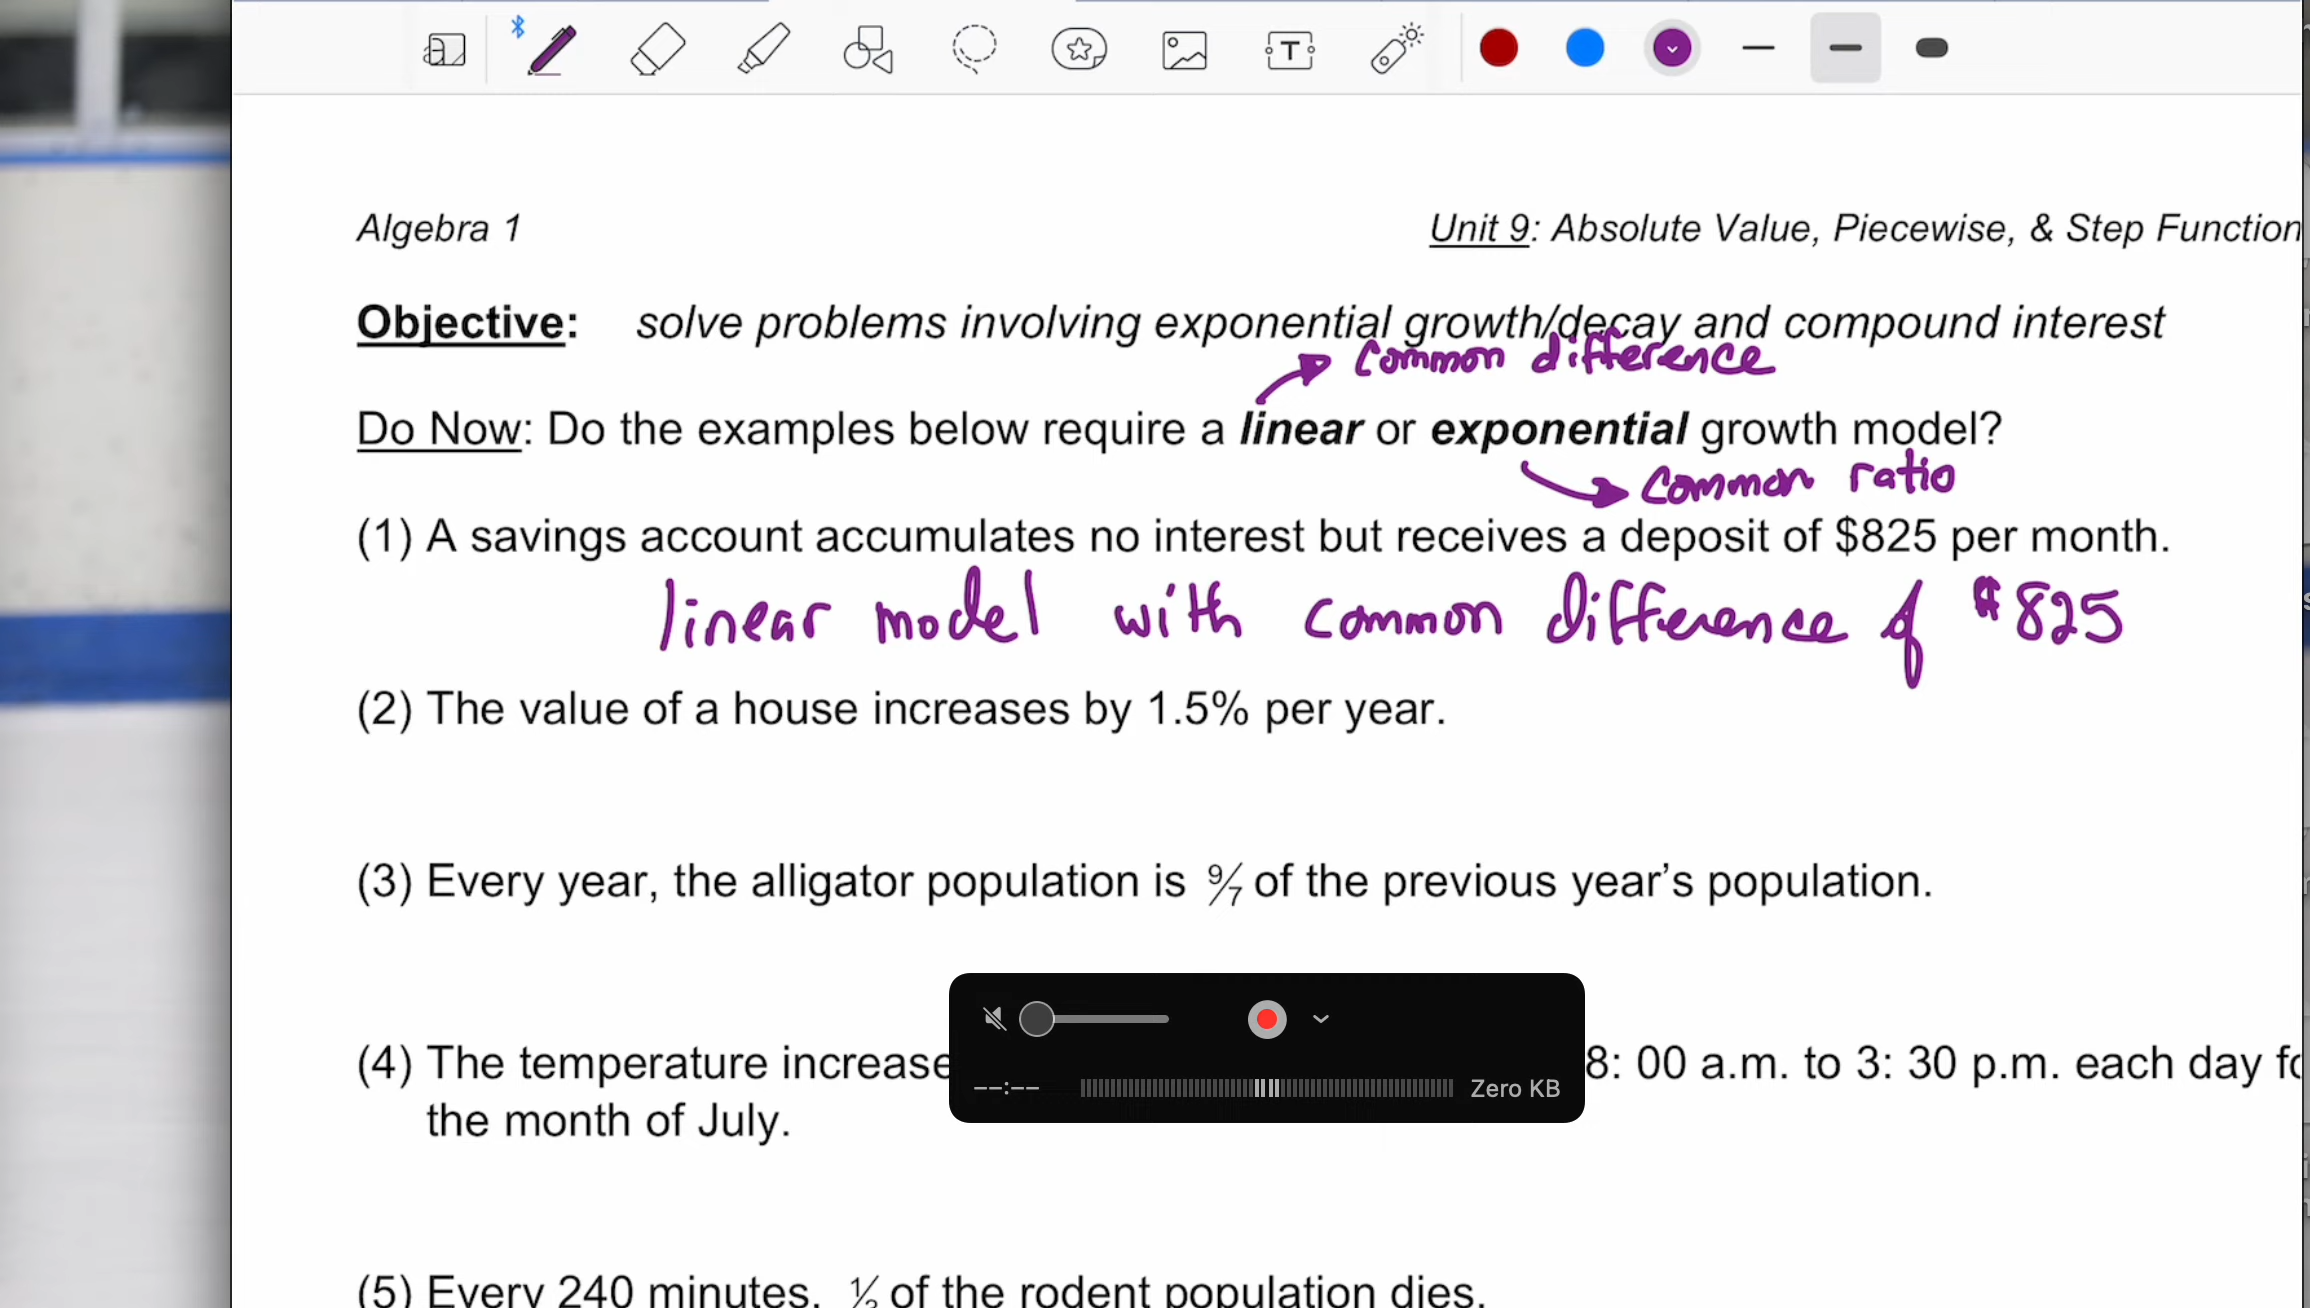 Algebra 1
Unit 9: Absolute Value, Piecewise, & Step Function
Objective: solve problems involving exponential growth/decay and compound interest
common difference
Do Now: Do the examples below require a linear or exponential growth model?
common ratio
(1) A savings account accumulates no interest but receives a deposit of $825 per month.
linear model with common difference of $825
(2) The value of a house increases by 1.5% per year.
(3) Every year, the alligator population is 9/7 of the previous year's population.
(4) The temperature increase 8: 00 a.m. to 3: 30 p.m. each day
the month of July.
--:-- Zero KB
(5) Every 240 minutes, of the rodent population dies.